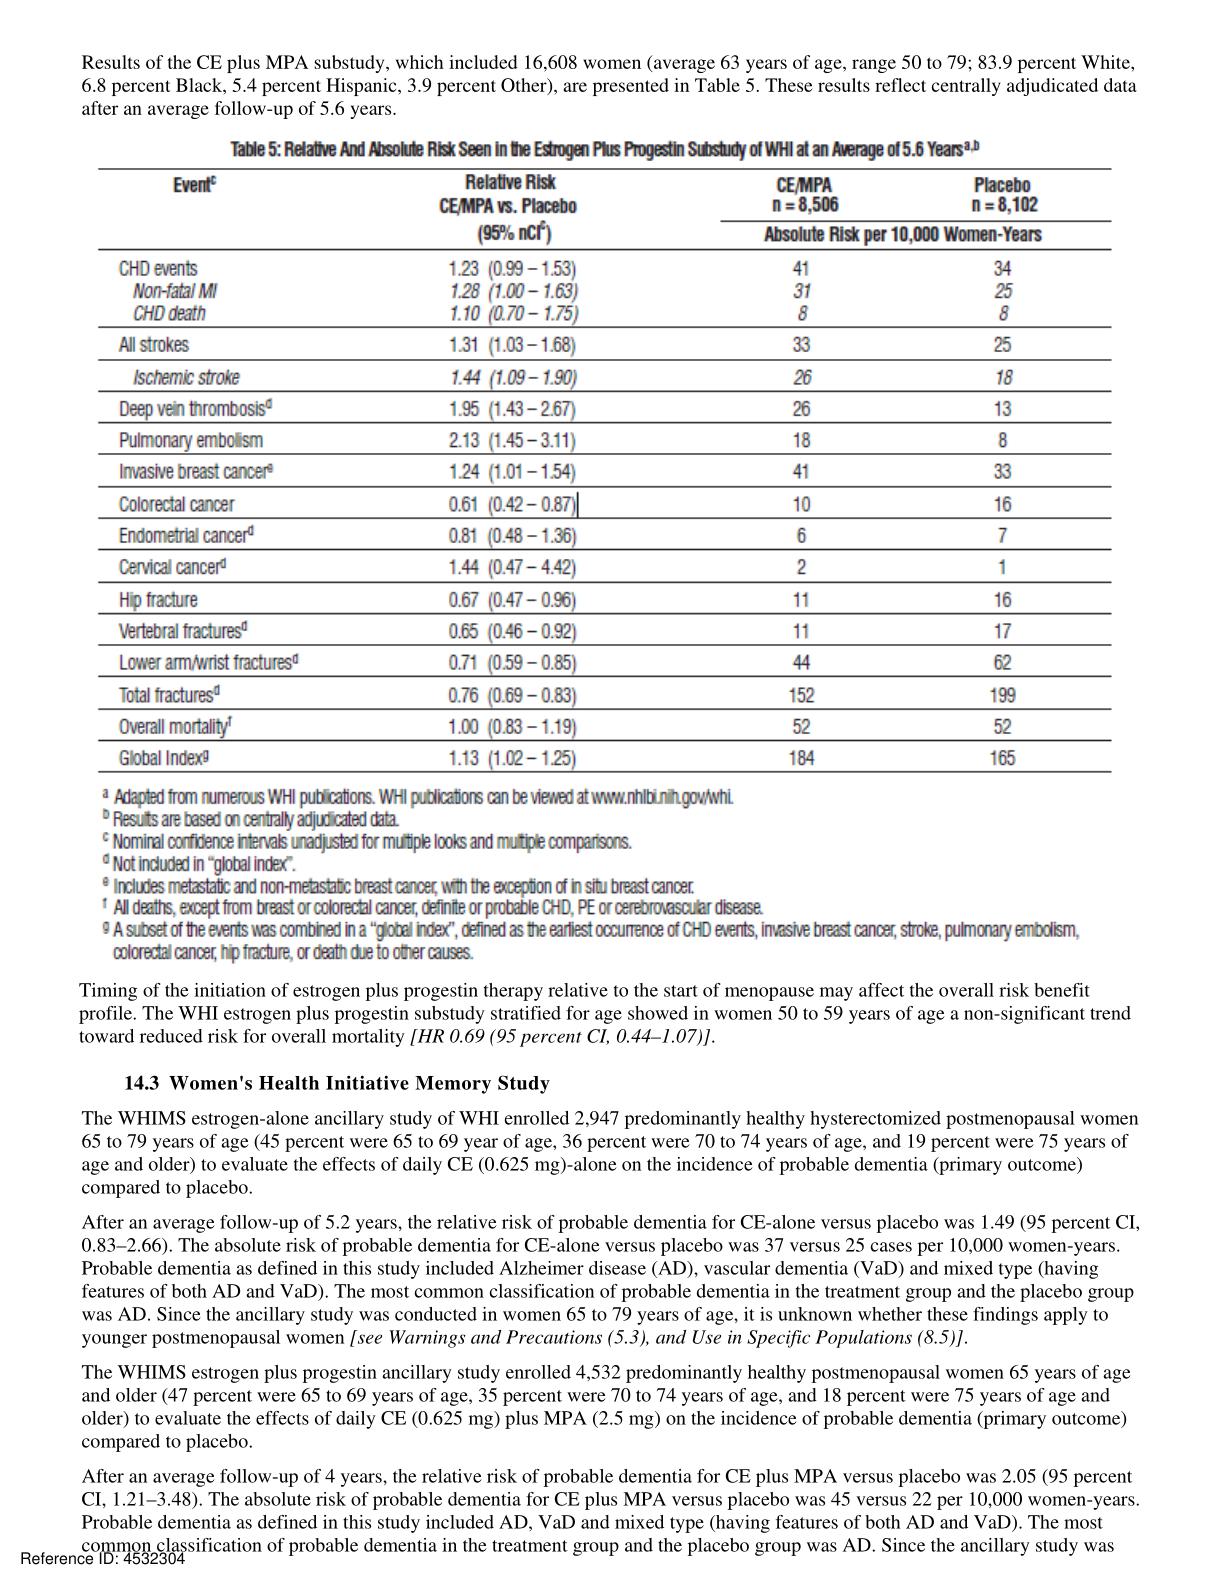 Results of the CE plus MPA substudy, which included 16,608 women (average 63 years of age, range 50 to 79; 83.9 percent White,
6.8 percent Black, 5.4 percent Hispanic, 3.9 percent Other), are presented in Table 5. These results reflect centrally adjudicated data
after an average follow-up of 5.6 years.
Table 5: Relative And Absolute Risk Seen in the Estrogen Plus Progestin Substudy of WHI at an Average of 5.6 Years a,b
Event c Relative Risk CE/MPA Placebo
CE/MPA vs. Placebo n = 8,506 n = 8,102
(95% nCI c) Absolute Risk per 10,000 Women-Years
CHD events 1.23 (0.99 – 1.53) 41 34
Non-fatal MI 1.28 (1.00 – 1.63) 31 25
CHD death 1.10 (0.70 – 1.75) 8 8
All strokes 1.31 (1.03 – 1.68) 33 25
Ischemic stroke 1.44 (1.09 – 1.90) 26 18
Deep vein thrombosis d 1.95 (1.43 – 2.67) 26 13
Pulmonary embolism 2.13 (1.45 – 3.11) 18 8
Invasive breast cancer e 1.24 (1.01 – 1.54) 41 33
Colorectal cancer 0.61 (0.42 – 0.87) 10 16
Endometrial cancer d 0.81 (0.48 – 1.36) 6 7
Cervical cancer d 1.44 (0.47 – 4.42) 2 1
Hip fracture 0.67 (0.47 – 0.96) 11 16
Vertebral fractures d 0.65 (0.46 – 0.92) 11 17
Lower arm/wrist fractures d 0.71 (0.59 – 0.85) 44 62
Total fractures d 0.76 (0.69 – 0.83) 152 199
Overall mortality f 1.00 (0.83 – 1.19) 52 52
Global Index g 1.13 (1.02 – 1.25) 184 165
a Adapted from numerous WHI publications. WHI publications can be viewed at www.nhlbi.nih.gov/whi.
b Results are based on centrally adjudicated data.
c Nominal confidence intervals unadjusted for multiple looks and multiple comparisons.
d Not included in “global index”.
e Includes metastatic and non-metastatic breast cancer, with the exception of in situ breast cancer.
f All deaths, except from breast or colorectal cancer, definite or probable CHD, PE or cerebrovascular disease.
g A subset of the events was combined in a “global index”, defined as the earliest occurrence of CHD events, invasive breast cancer, stroke, pulmonary embolism,
colorectal cancer, hip fracture, or death due to other causes.
Timing of the initiation of estrogen plus progestin therapy relative to the start of menopause may affect the overall risk benefit
profile. The WHI estrogen plus progestin substudy stratified for age showed in women 50 to 59 years of age a non-significant trend
toward reduced risk for overall mortality [HR 0.69 (95 percent CI, 0.44–1.07)].
14.3 Women's Health Initiative Memory Study
The WHIMS estrogen-alone ancillary study of WHI enrolled 2,947 predominantly healthy hysterectomized postmenopausal women
65 to 79 years of age (45 percent were 65 to 69 year of age, 36 percent were 70 to 74 years of age, and 19 percent were 75 years of
age and older) to evaluate the effects of daily CE (0.625 mg)-alone on the incidence of probable dementia (primary outcome)
compared to placebo.
After an average follow-up of 5.2 years, the relative risk of probable dementia for CE-alone versus placebo was 1.49 (95 percent CI,
0.83–2.66). The absolute risk of probable dementia for CE-alone versus placebo was 37 versus 25 cases per 10,000 women-years.
Probable dementia as defined in this study included Alzheimer disease (AD), vascular dementia (VaD) and mixed type (having
features of both AD and VaD). The most common classification of probable dementia in the treatment group and the placebo group
was AD. Since the ancillary study was conducted in women 65 to 79 years of age, it is unknown whether these findings apply to
younger postmenopausal women [see Warnings and Precautions (5.3), and Use in Specific Populations (8.5)].
The WHIMS estrogen plus progestin ancillary study enrolled 4,532 predominantly healthy postmenopausal women 65 years of age
and older (47 percent were 65 to 69 years of age, 35 percent were 70 to 74 years of age, and 18 percent were 75 years of age and
older) to evaluate the effects of daily CE (0.625 mg) plus MPA (2.5 mg) on the incidence of probable dementia (primary outcome)
compared to placebo.
After an average follow-up of 4 years, the relative risk of probable dementia for CE plus MPA versus placebo was 2.05 (95 percent
CI, 1.21–3.48). The absolute risk of probable dementia for CE plus MPA versus placebo was 45 versus 22 per 10,000 women-years.
Probable dementia as defined in this study included AD, VaD and mixed type (having features of both AD and VaD). The most
common classification of probable dementia in the treatment group and the placebo group was AD. Since the ancillary study was
Reference ID: 4532304